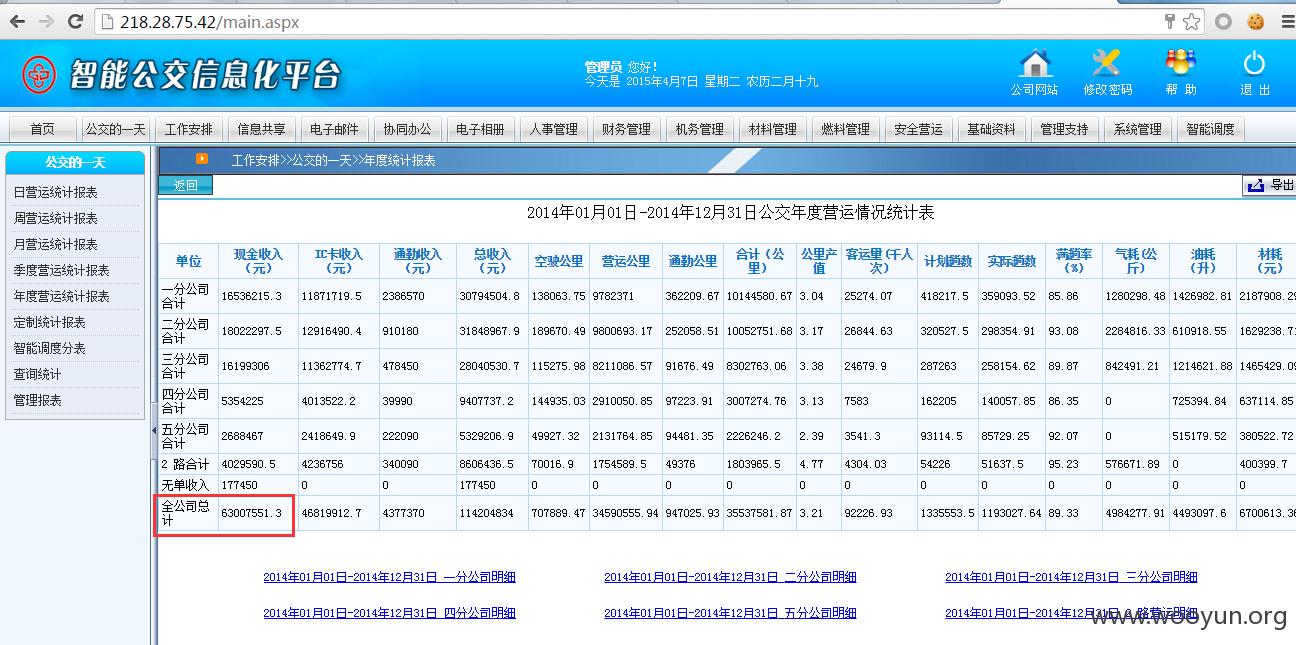 218.28.75.42/main.aspx
智能公交信息化平台
管理员 您好!
今天是 2015年4月7日 星期二 农历二月十九
公司网站 修改密码 帮 助 退 出
首页 公交的一天 工作安排 信息共享 电子邮件 协同办公 电子相册 人事管理 财务管理 机务管理 材料管理 燃料管理 安全营运 基础资料 管理支持 系统管理 智能调度
公交的一天
日营运统计报表
周营运统计报表
月营运统计报表
季度营运统计报表
年度营运统计报表
定制统计报表
智能调度分表
查询统计
管理报表
工作安排>>公交的一天>>年度统计报表
返回 导出
2014年01月01日-2014年12月31日公交年度营运情况统计表
单位 现金收入(元) IC卡收入(元) 通勤收入(元) 总收入(元) 空驶公里 营运公里 通勤公里 合计(公里) 公里产值 客运量(千人次) 计划趟数 实际趟数 满趟率(%) 气耗(公斤) 油耗(升) 材耗(元)
一分公司合计 16536215.3 11871719.5 2386570 30794504.8 138063.75 9782371 362209.67 10144580.67 3.04 25274.07 418217.5 359093.52 85.86 1280298.48 1426982.81 2187908.29
二分公司合计 18022297.5 12916490.4 910180 31848967.9 189670.49 9800693.17 252058.51 10052751.68 3.17 26844.63 320527.5 298354.91 93.08 2284816.33 610918.55 1629238.71
三分公司合计 16199306 11362774.7 478450 28040530.7 115275.98 8211086.57 91676.49 8302763.06 3.38 24679.9 287263 258154.62 89.87 842491.21 1214621.88 1465429.09
四分公司合计 5354225 4013522.2 39990 9407737.2 144935.03 2910050.85 97223.91 3007274.76 3.13 7583 162205 140057.85 86.35 0 725394.84 637114.85
五分公司合计 2688467 2418649.9 222090 5329206.9 49927.32 2131764.85 94481.35 2226246.2 2.39 3541.3 93114.5 85729.25 92.07 0 515179.52 380522.72
2 路合计 4029590.5 4236756 340090 8606436.5 70016.9 1754589.5 49376 1803965.5 4.77 4304.03 54226 51637.5 95.23 576671.89 0 400399.7
无单收入 177450 0 0 177450 0 0 0 0 0 0 0 0 0 0 0 0
全公司总计 63007551.3 46819912.7 4377370 114204834 707889.47 34590555.94 947025.93 35537581.87 3.21 92226.93 1335553.5 1193027.64 89.33 4984277.91 4493097.6 6700613.36
2014年01月01日-2014年12月31日 一分公司明细 2014年01月01日-2014年12月31日 二分公司明细 2014年01月01日-2014年12月31日 三分公司明细
2014年01月01日-2014年12月31日 四分公司明细 2014年01月01日-2014年12月31日 五分公司明细 2014年01月01日-2014年12月31日 2 路营运明细
www.wooyun.org